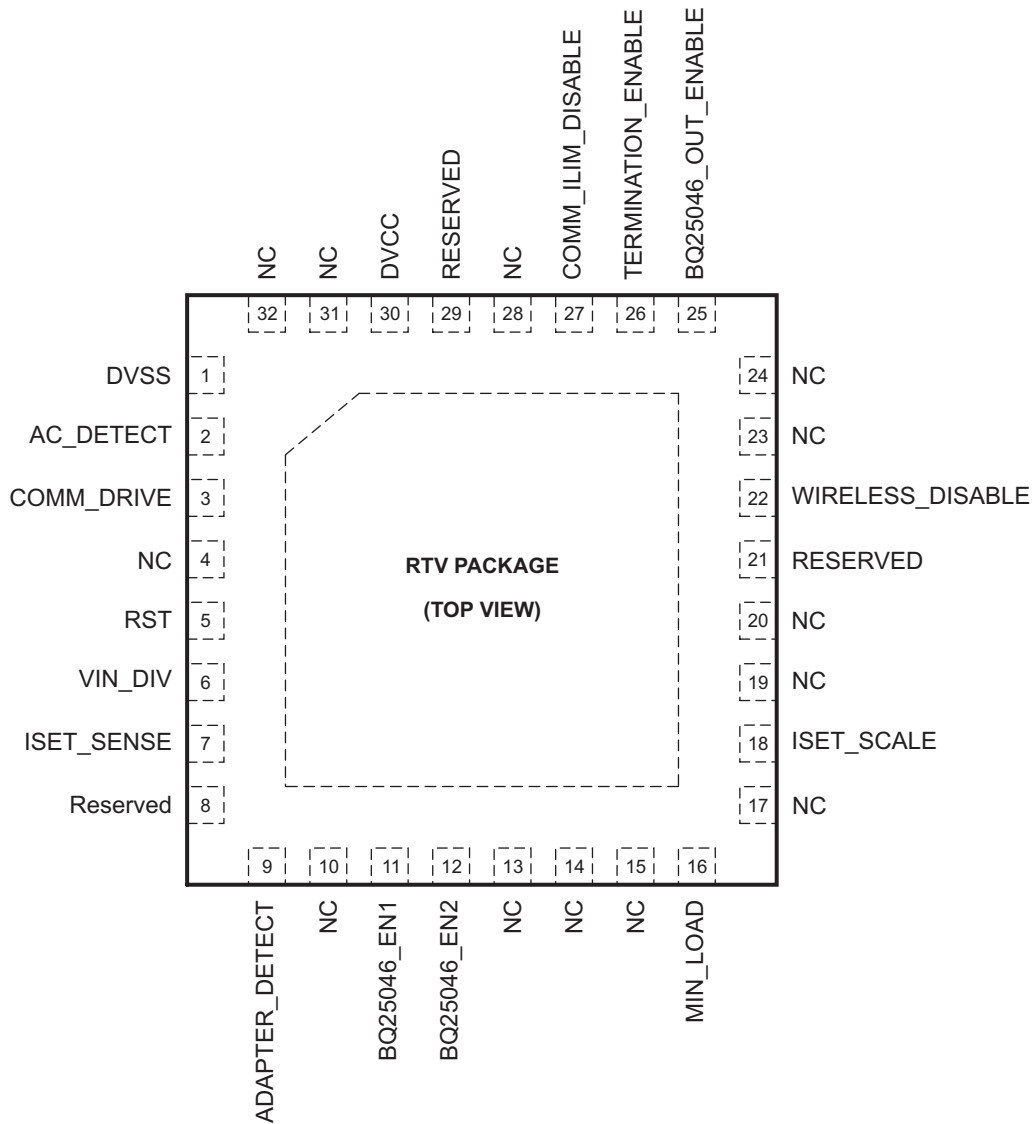 NC
NC
DVCC
RESERVED
NC
COMM_ILIM_DISABLE
TERMINATION_ENABLE
BQ25046_OUT_ENABLE
32
31
30
29
28
27
26
25
DVSS 1
24 NC
AC_DETECT 2
23 NC
COMM_DRIVE 3
22 WIRELESS_DISABLE
NC 4
21 RESERVED
RST 5
20 NC
VIN_DIV 6
19 NC
ISET_SENSE 7
18 ISET_SCALE
Reserved 8
17 NC
RTV PACKAGE
(TOP VIEW)
9
10
11
12
13
14
15
16
ADAPTER_DETECT
NC
BQ25046_EN1
BQ25046_EN2
NC
NC
NC
MIN_LOAD